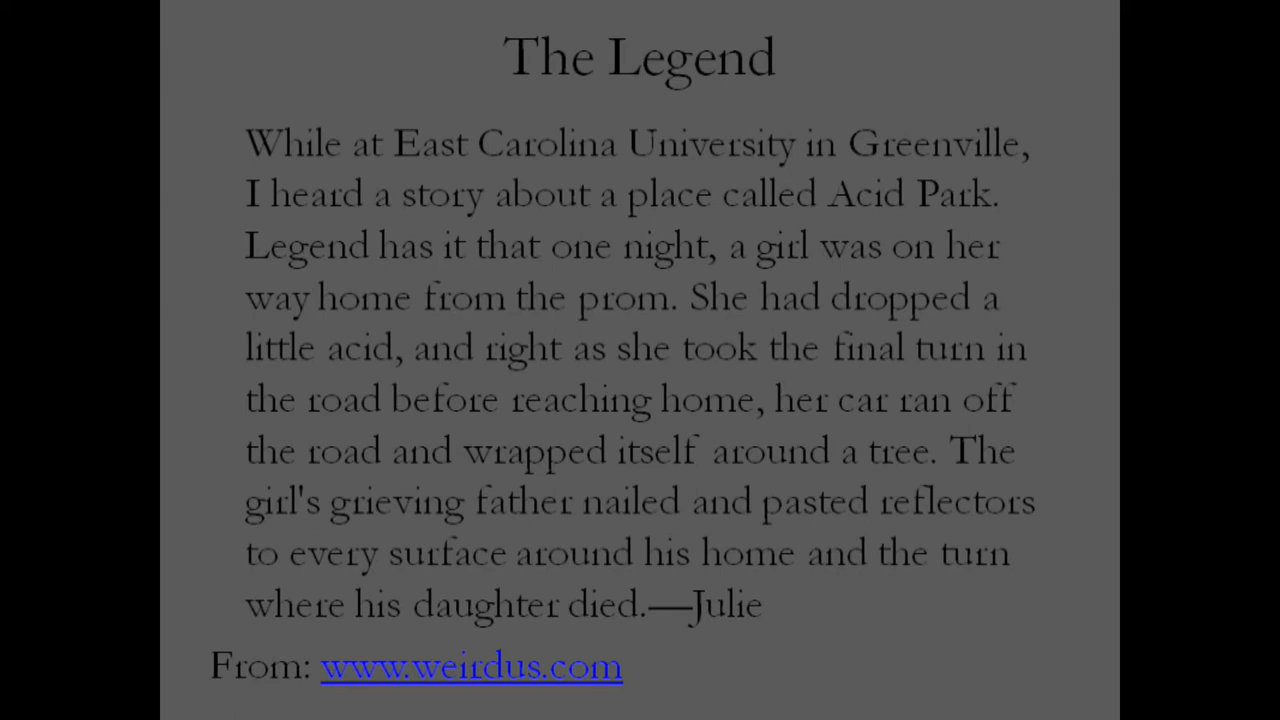 The Legend
While at East Carolina University in Greenville,
I heard a story about a place called Acid Park.
Legend has it that one night, a girl was on her
way home from the prom. She had dropped a
little acid, and right as she took the final turn in
the road before reaching home, her car ran off
the road and wrapped itself around a tree. The
girl's grieving father nailed and pasted reflectors
to every surface around his home and the turn
where his daughter died.—Julie
From: www.weirdus.com